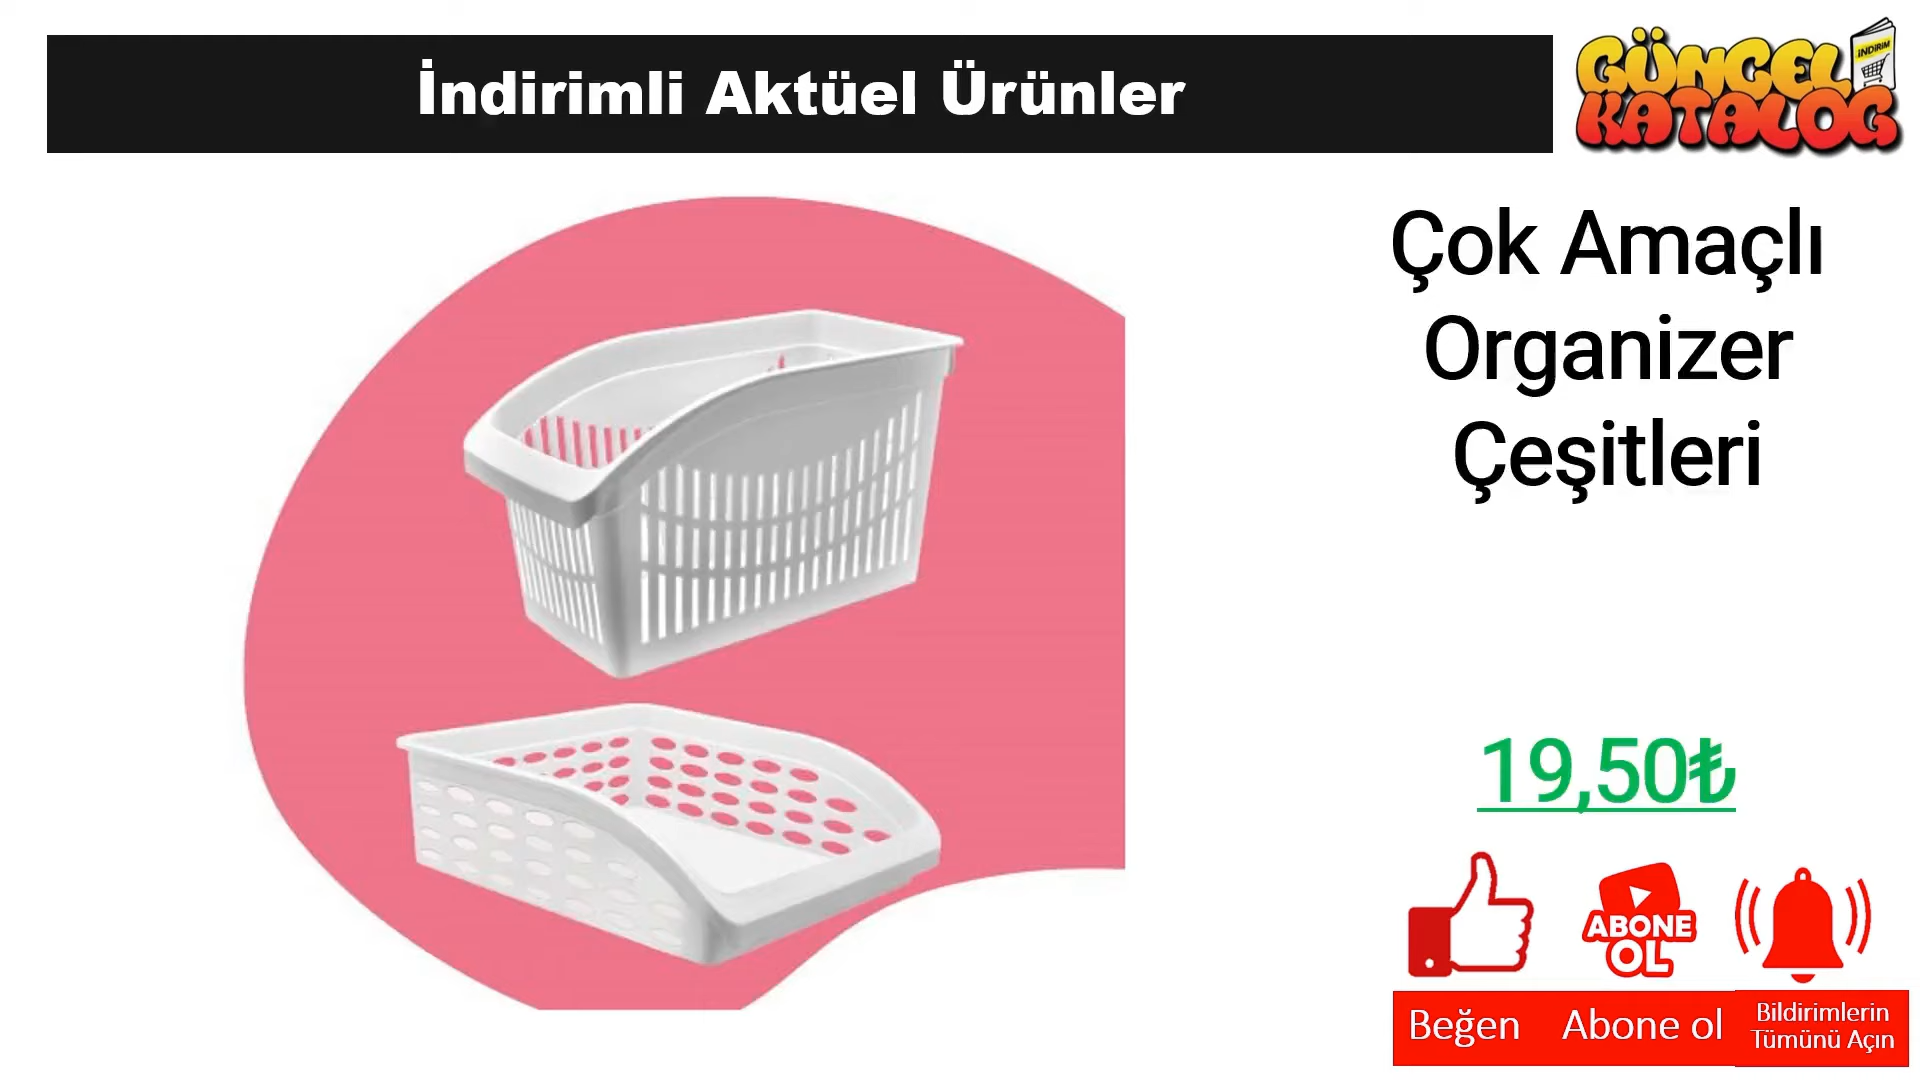 İndirimli Aktüel Ürünler
GÜNCEL
İNDİRİM
KATALOG
Çok Amaçlı
Organizer
Çeşitleri
19,50₺
ABONE
OL
Beğen
Abone ol
Bildirimlerin
Tümünü Açın